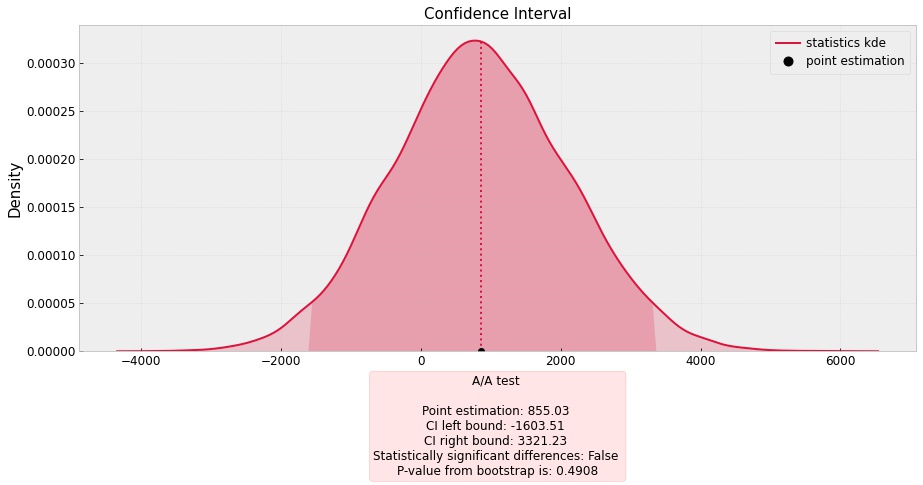 Confidence Interval
statistics kde
point estimation
Density
0.00030
0.00025
0.00020
0.00015
0.00010
0.00005
0.00000
−4000 −2000 0 2000 4000 6000
A/A test
Point estimation: 855.03
CI left bound: -1603.51
CI right bound: 3321.23
Statistically significant differences: False
P-value from bootstrap is: 0.4908